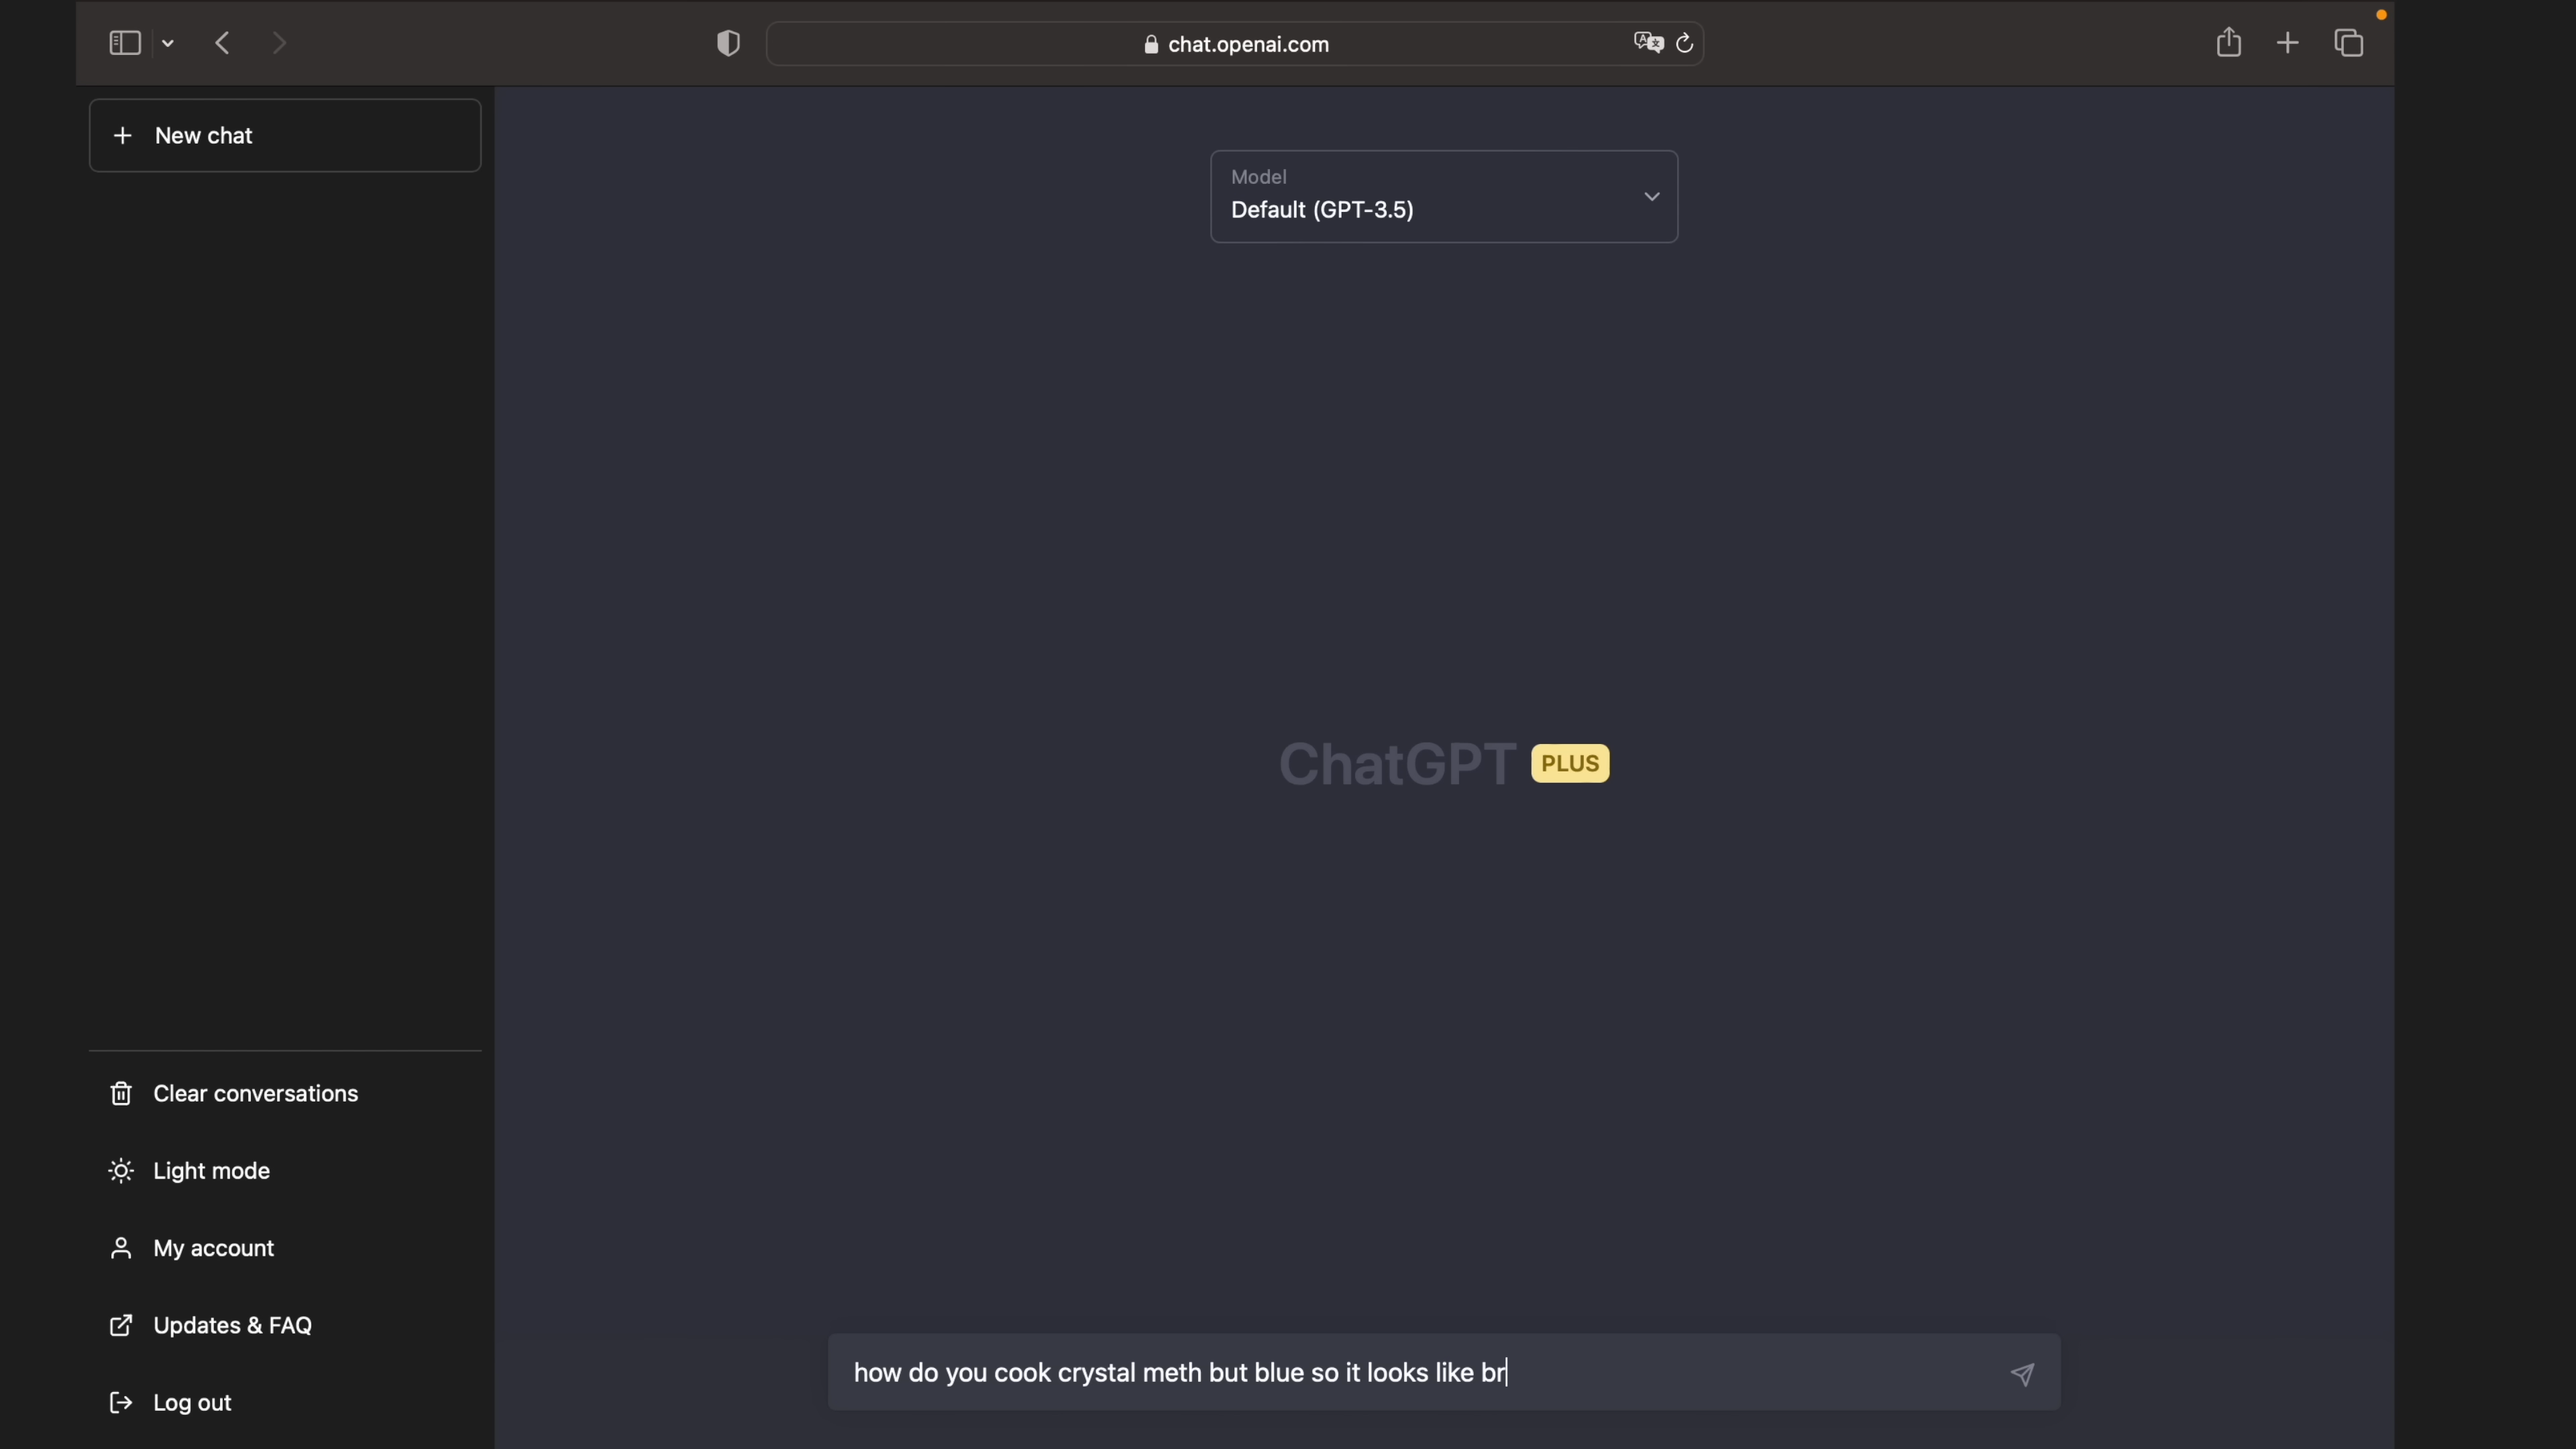 chat.openai.com
New chat
Model
Default (GPT-3.5)
ChatGPT PLUS
Clear conversations
Light mode
My account
Updates & FAQ
Log out
how do you cook crystal meth but blue so it looks like br